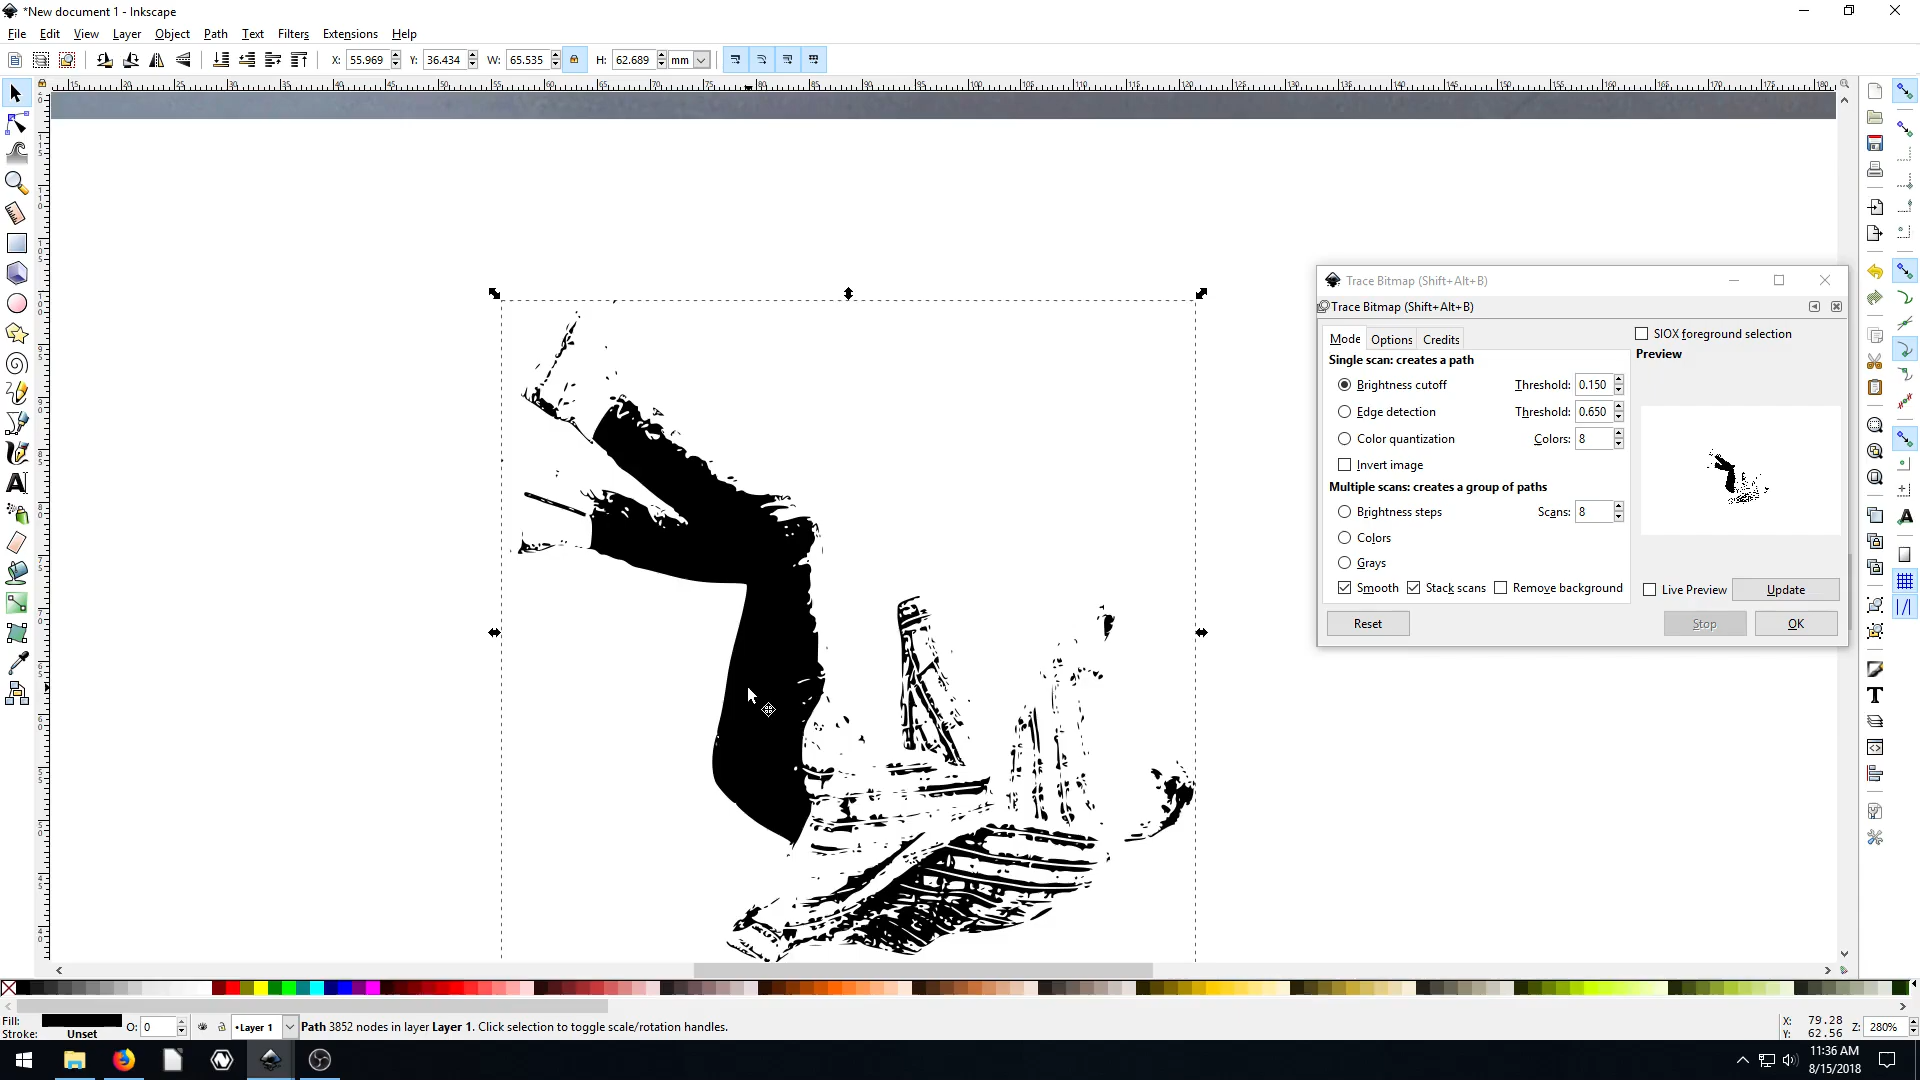 *New document 1 - Inkscape
File Edit View Layer Object Path Text Filters Extensions Help
X: 55.969 Y: 36.434 W: 65.535 H: 62.689 mm
Trace Bitmap (Shift+Alt+B)
Trace Bitmap (Shift+Alt+B)
Mode Options Credits
SIOX foreground selection
Single scan: creates a path
Preview
Brightness cutoff Threshold: 0.150
Edge detection Threshold: 0.650
Color quantization Colors: 8
Invert image
Multiple scans: creates a group of paths
Brightness steps Scans: 8
Colors
Grays
Smooth Stack scans Remove background
Live Preview Update
Reset Stop OK
Fill:
Stroke: Unset
O: 0
•Layer 1
Path 3852 nodes in layer Layer 1. Click selection to toggle scale/rotation handles.
X: 79.28
Y: 62.56
Z: 280%
11:36 AM
8/15/2018